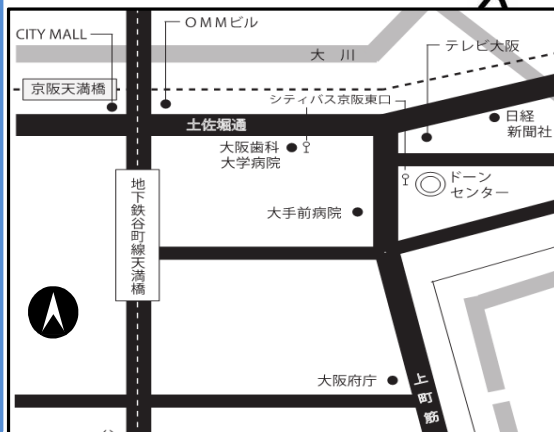 OMMビル
CITY MALL
テレビ大阪
大川
京阪天満橋
シティバス京阪東口
土佐堀通
日経
新聞社
大阪歯科
大学病院
ドーン
センター
地下鉄谷町線天満橋
大手前病院
大阪府庁
上町筋